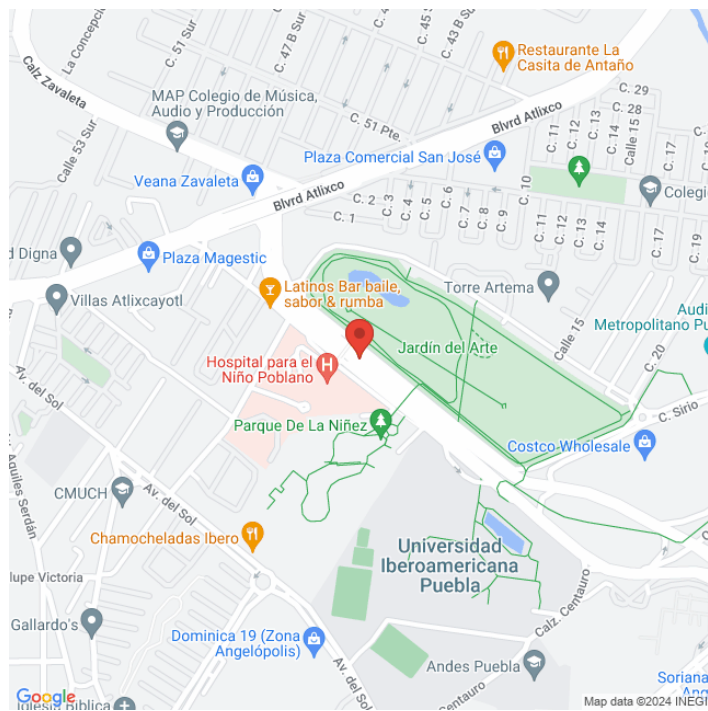 La Concepción
C. 51 Sur
C. 47 B Sur
C. 45 S
C. 43 B Sur
Restaurante La
Casita de Antaño
Calz Zavaleta
MAP Colegio de Música,
Audio y Producción
C. 51 Pte.
Blvrd Atlixco
C. 29
C. 28
C. 11
C. 12
C. 13
C. 14
Calle 15
C. 17
C. 18
Calle 53 Sur
Plaza Comercial San José
Veana Zavaleta
Blvrd Atlixco
C. 1
C. 2
C. 3
C. 4
C. 5
C. 6
C. 7
C. 8
C. 9
C. 10
C. 11
C. 12
C. 13
C. 14
C. 17
C. 19
Colegio
d Digna
Plaza Magestic
Villas Atlixcayotl
Latinos Bar baile,
sabor & rumba
Torre Artema
Calle 15
Audi
Metropolitano Pu
C. 20
Jardín del Arte
Hospital para el
Niño Poblano
H
Av. del Sol
Parque De La Niñez
C. Sirio
Costco Wholesale
Aquiles Serdán
CMUCH
Av. del Sol
Chamocheladas Ibero
Universidad
Iberoamericana
Puebla
lupe Victoria
Gallardo's
Dominica 19 (Zona
Angelópolis)
Av. del Sol
Calz. Centauro
Andes Puebla
Centauro
Soriana
Ang
Google
Iglesia Bíblica
Map data ©2024 INEGI